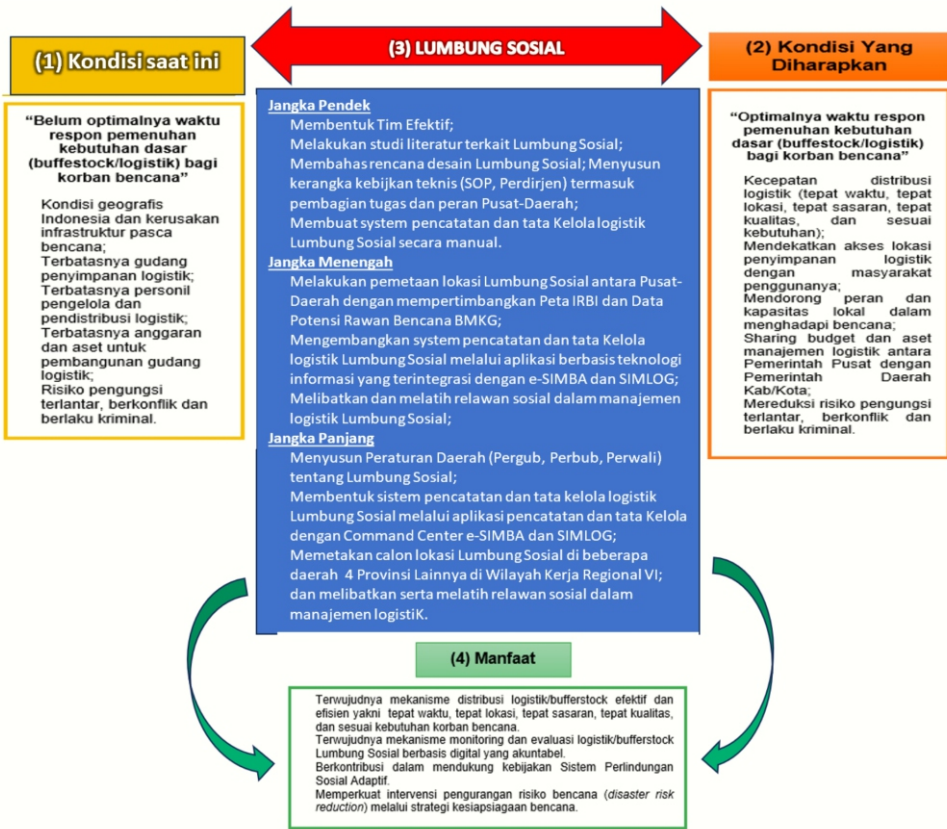 (1) Kondisi saat ini
“Belum optimalnya waktu
respon pemenuhan
kebutuhan dasar
(buffestock/logistik) bagi
korban bencana”
Kondisi geografis
Indonesia dan kerusakan
infrastruktur pasca
bencana;
Terbatasnya gudang
penyimpanan logistik;
Terbatasnya personil
pengelola dan
pendistribusi logistik;
Terbatasnya anggaran
dan aset untuk
pembangunan gudang
logistik;
Risiko pengungsi
terlantar, berkonflik dan
berlaku kriminal.
(3) LUMBUNG SOSIAL
Jangka Pendek
Membentuk Tim Efektif;
Melakukan studi literatur terkait Lumbung Sosial;
Membahas rencana desain Lumbung Sosial; Menyusun
kerangka kebijkan teknis (SOP, Perdirjen) termasuk
pembagian tugas dan peran Pusat-Daerah;
Membuat system pencatatan dan tata Kelola logistik
Lumbung Sosial secara manual.
Jangka Menengah
Melakukan pemetaan lokasi Lumbung Sosial antara Pusat-
Daerah dengan mempertimbangkan Peta IRBI dan Data
Potensi Rawan Bencana BMKG;
Mengembangkan system pencatatan dan tata Kelola
logistik Lumbung Sosial melalui aplikasi berbasis teknologi
informasi yang terintegrasi dengan e-SIMBA dan SIMLOG;
Melibatkan dan melatih relawan sosial dalam manajemen
logistik Lumbung Sosial;
Jangka Panjang
Menyusun Peraturan Daerah (Pergub, Perbub, Perwali)
tentang Lumbung Sosial;
Membentuk sistem pencatatan dan tata kelola logistik
Lumbung Sosial melalui aplikasi pencatatan dan tata Kelola
dengan Command Center e-SIMBA dan SIMLOG;
Memetakan calon lokasi Lumbung Sosial di beberapa
daerah 4 Provinsi Lainnya di Wilayah Kerja Regional VI;
dan melibatkan serta melatih relawan sosial dalam
manajemen logistiK.
(2) Kondisi Yang
Diharapkan
“Optimalnya waktu respon
pemenuhan kebutuhan
dasar (buffestock/logistik)
bagi korban bencana”
Kecepatan distribusi
logistik (tepat waktu, tepat
lokasi, tepat sasaran, tepat
kualitas, dan sesuai
kebutuhan);
Mendekatkan akses lokasi
penyimpanan logistik
dengan masyarakat
penggunanya;
Mendorong peran dan
kapasitas lokal dalam
menghadapi bencana;
Sharing budget dan aset
manajemen logistik antara
Pemerintah Pusat dengan
Pemerintah Daerah
Kab/Kota;
Mereduksi risiko pengungsi
terlantar, berkonflik dan
berlaku kriminal.
(4) Manfaat
Terwujudnya mekanisme distribusi logistik/bufferstock efektif dan
efisien yakni tepat waktu, tepat lokasi, tepat sasaran, tepat kualitas,
dan sesuai kebutuhan korban bencana.
Terwujudnya mekanisme monitoring dan evaluasi logistik/bufferstock
Lumbung Sosial berbasis digital yang akuntabel.
Berkontribusi dalam mendukung kebijakan Sistem Perlindungan
Sosial Adaptif.
Memperkuat intervensi pengurangan risiko bencana (disaster risk
reduction) melalui strategi kesiapsiagaan bencana.